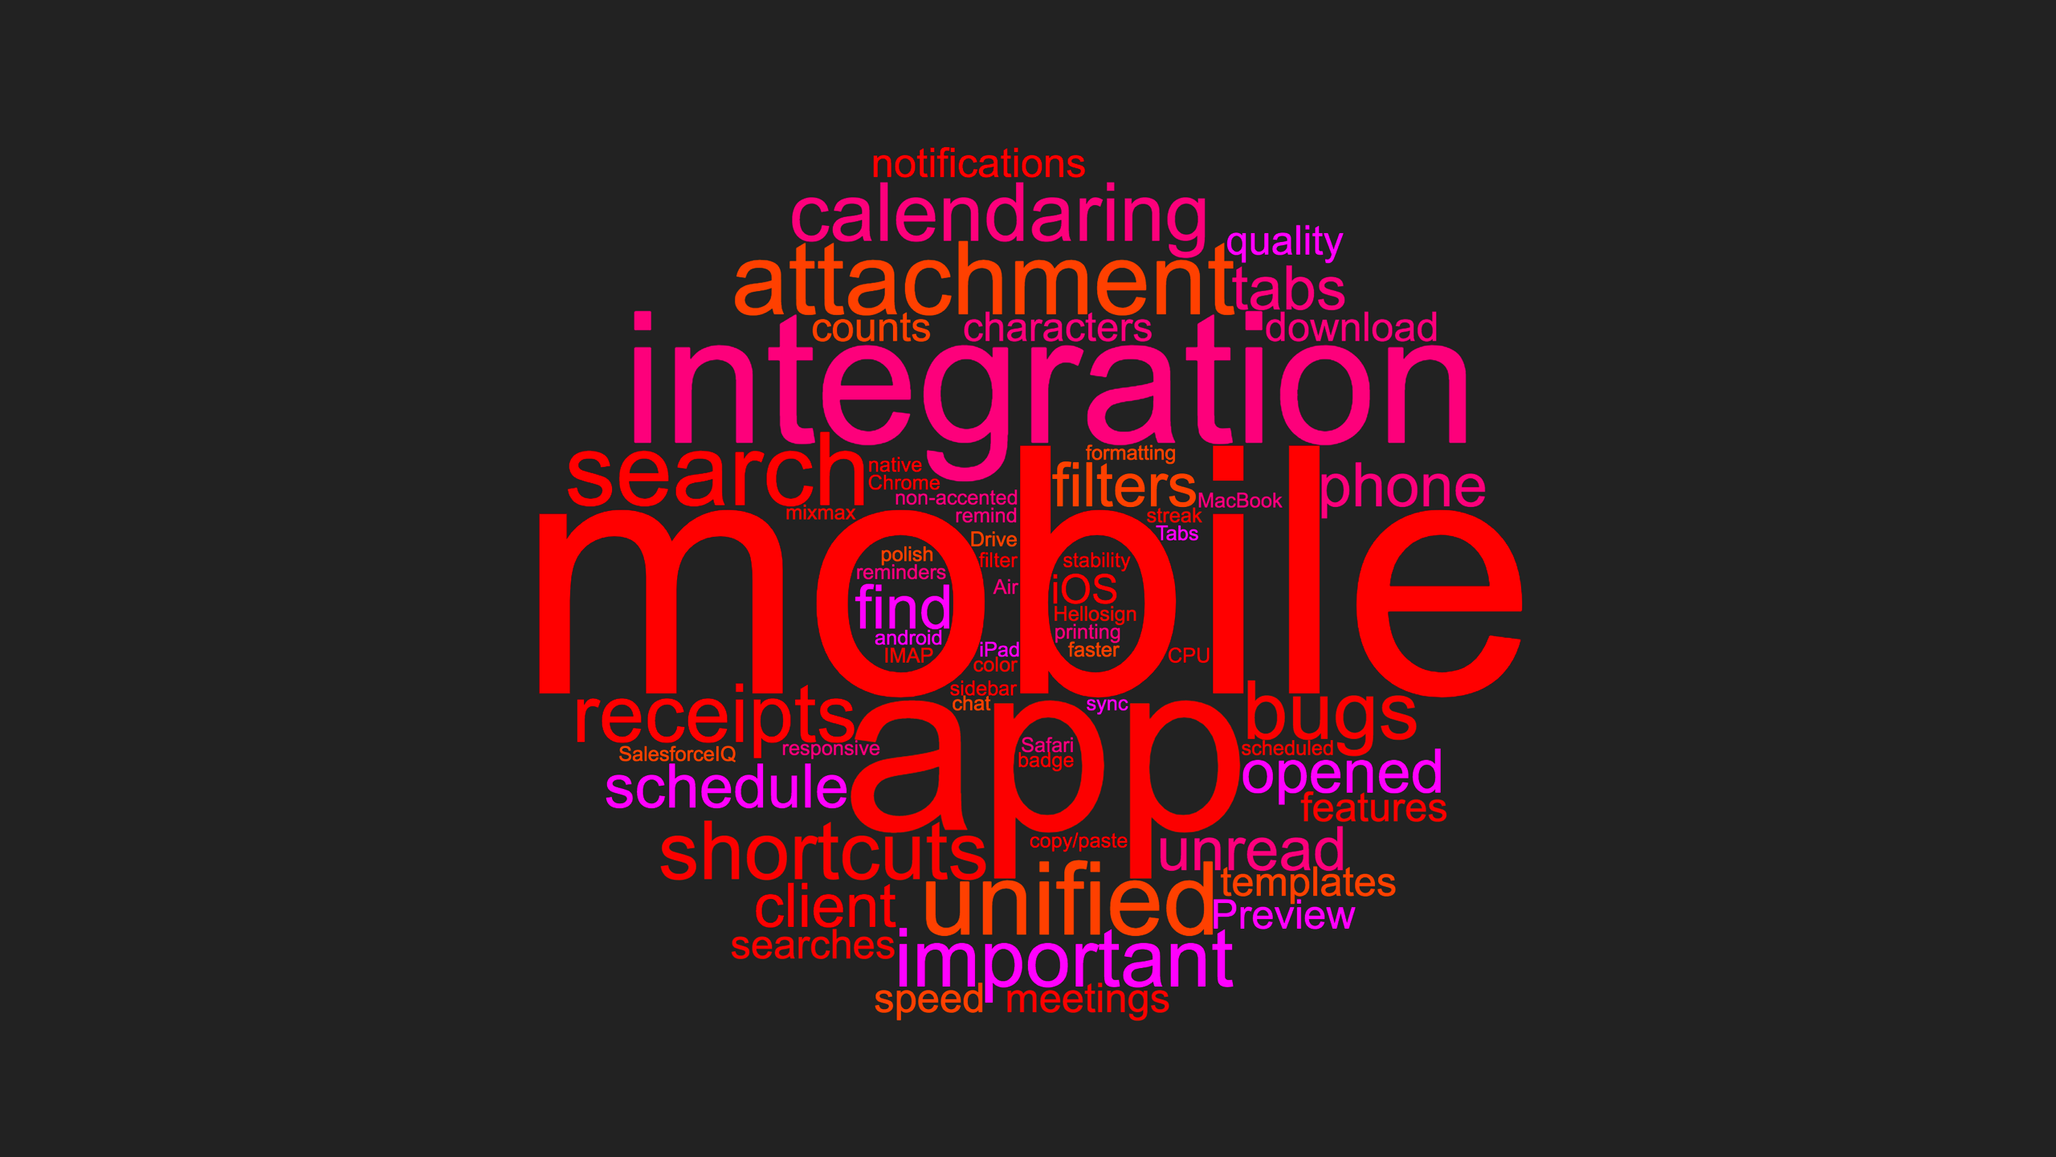 notifications
calendaring
quality
attachment
tabs
counts characters download
integration
search
native
Chrome
formatting
filters
phone
non-accented
MacBook
mixmax
remind
streak
mobile
Drive
Tabs
polish
filter
stability
reminders
Air
iOS
find
Hellosign
android
printing
IMAP
iPad
faster
CPU
color
sidebar
chat
sync
receipts
app
bugs
SalesforceIQ
responsive
Safari
scheduled
badge
schedule
opened
features
shortcuts
copy/paste
unread
client
unified
templates
Preview
searches
important
speed meetings